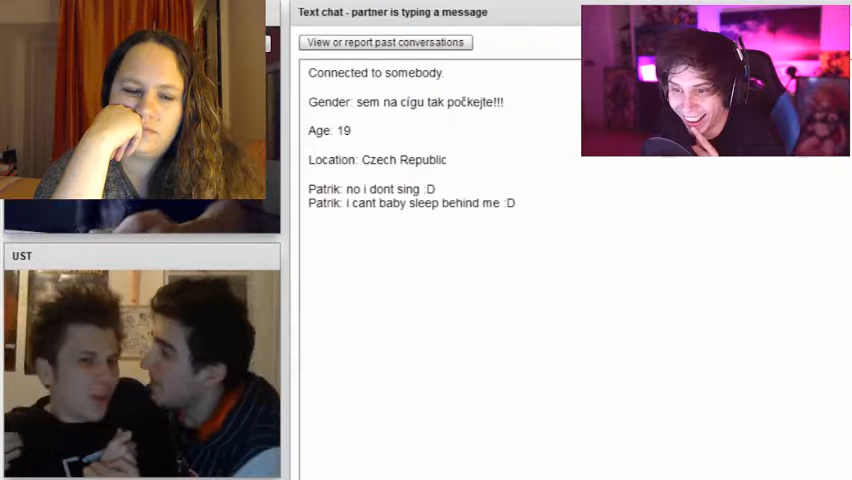 Text chat - partner is typing a message
View or report past conversations
Connected to somebody.
Gender: sem na cígu tak počkejte!!!
Age: 19
Location: Czech Republic
Patrik: no i dont sing :D
Patrik: i cant baby sleep behind me :D
UST